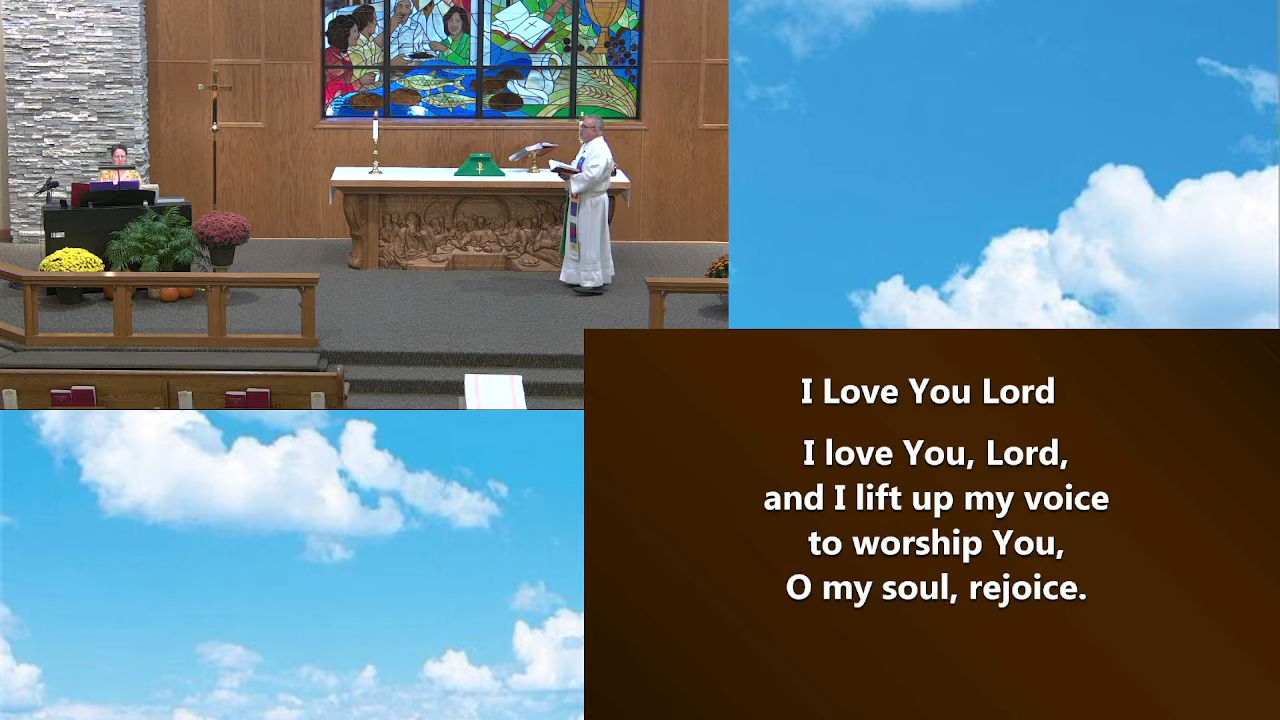 I Love You Lord
I love You, Lord,
and I lift up my voice
to worship You,
O my soul, rejoice.